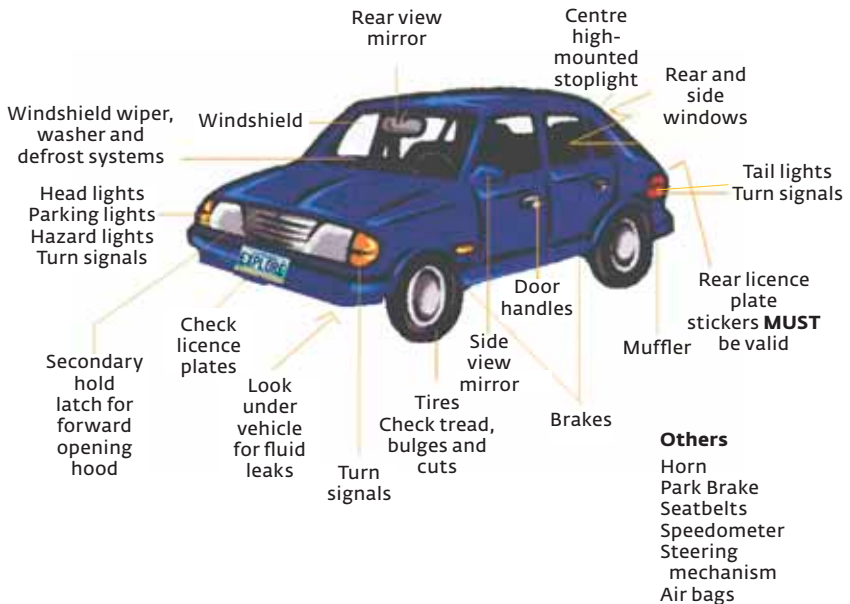 Rear view
mirror
Centre
high-
mounted
stoplight
Rear and
side
windows
Windshield wiper,
washer and
defrost systems
Windshield
Tail lights
Turn signals
Head lights
Parking lights
Hazard lights
Turn signals
EXPLORE
Rear licence
plate
stickers MUST
be valid
Door
handles
Muffler
Check
licence
plates
Side
view
mirror
Secondary
hold
latch for
forward
opening
hood
Look
under
vehicle
for fluid
leaks
Tires
Check tread,
bulges and
cuts
Brakes
Turn
signals
Others
Horn
Park Brake
Seatbelts
Speedometer
Steering
mechanism
Air bags